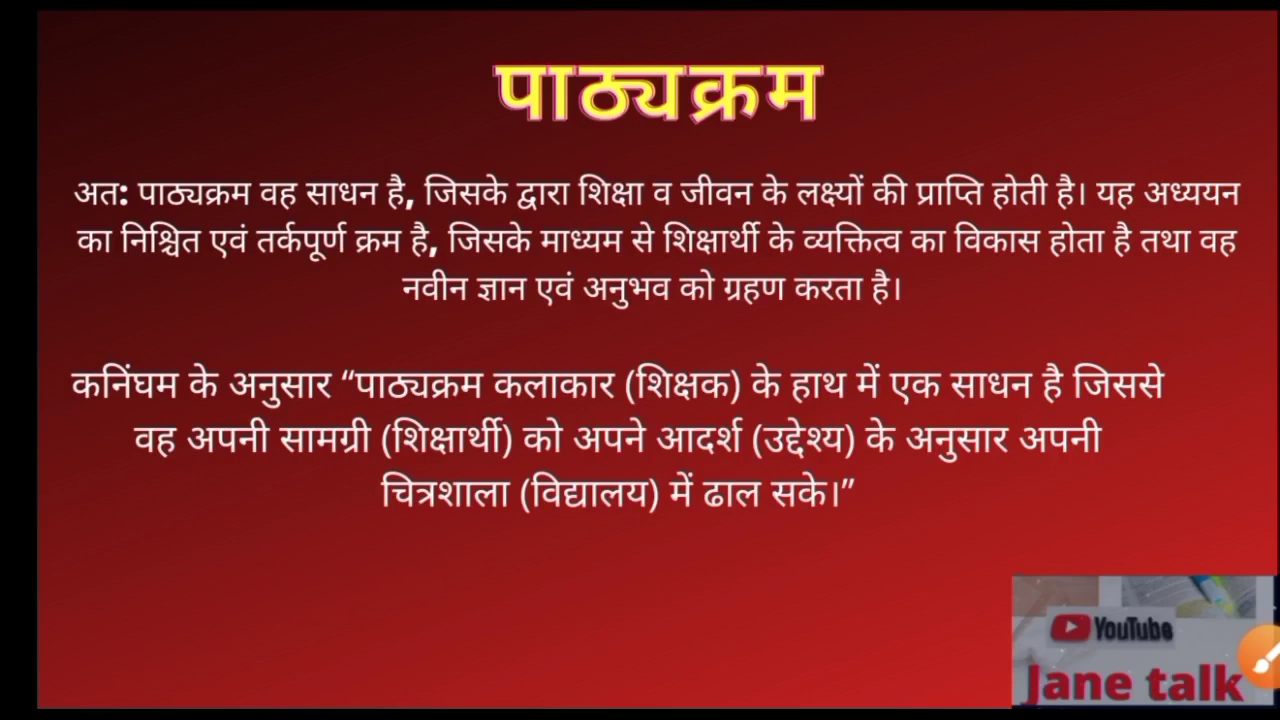 पाठ्यक्रम
अत: पाठ्यक्रम वह साधन है, जिसके द्वारा शिक्षा व जीवन के लक्ष्यों की प्राप्ति होती है। यह अध्ययन
का निश्चित एवं तर्कपूर्ण क्रम है, जिसके माध्यम से शिक्षार्थी के व्यक्तित्व का विकास होता है तथा वह
नवीन ज्ञान एवं अनुभव को ग्रहण करता है।
कनिंघम के अनुसार “पाठ्यक्रम कलाकार (शिक्षक) के हाथ में एक साधन है जिससे
वह अपनी सामग्री (शिक्षार्थी) को अपने आदर्श (उद्देश्य) के अनुसार अपनी
चित्रशाला (विद्यालय) में ढाल सके।”
YouTube
Jane talk